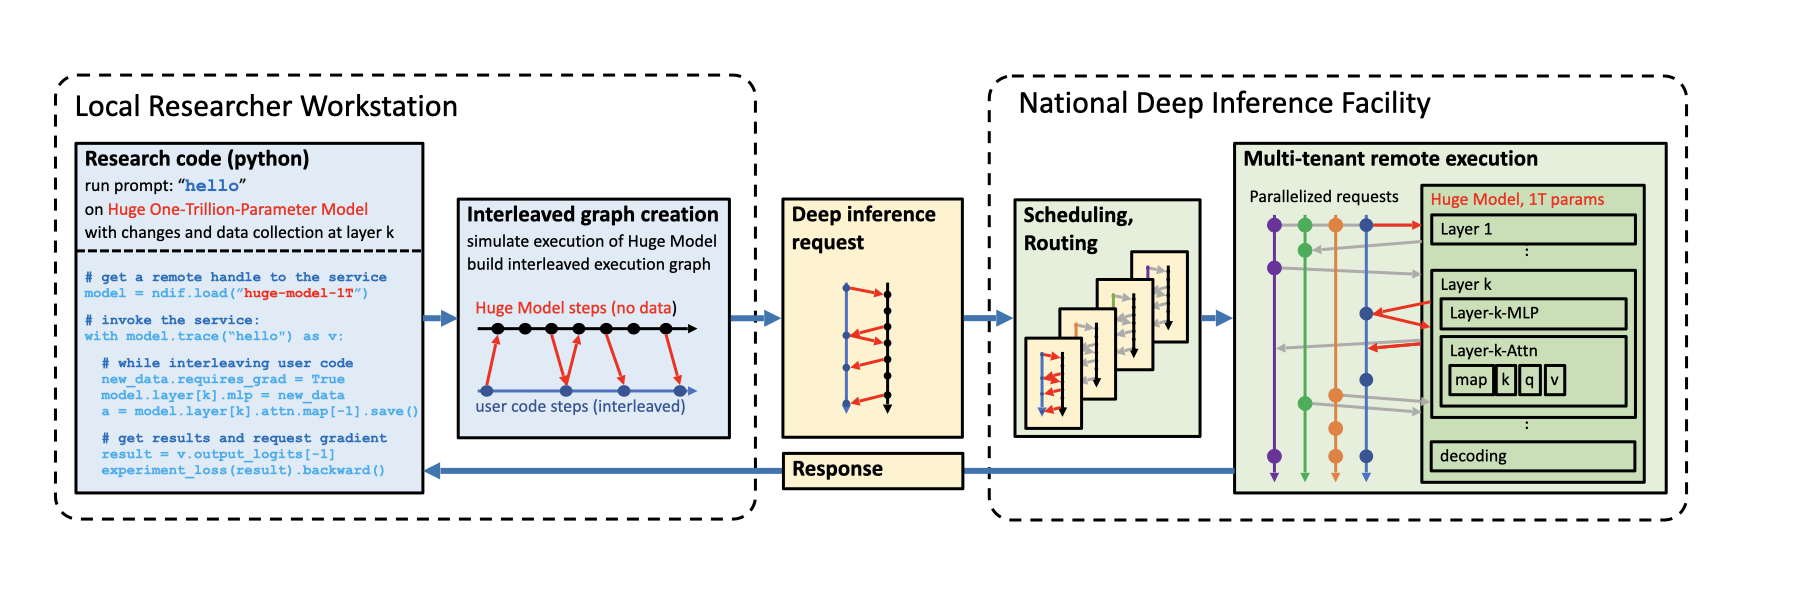 Local Researcher Workstation
Research code (python)
run prompt: “hello”
on Huge One-Trillion-Parameter Model
with changes and data collection at layer k
# get a remote handle to the service
model = ndif.load(”huge-model-1T”)
# invoke the service:
with model.trace(“hello") as v:
# while interleaving user code
new_data.requires_grad = True
model.layer[k].mlp = new_data
a = model.layer[k].attn.map[-1].save()
# get results and request gradient
result = v.output_logits[-1]
experiment_loss(result).backward()
Interleaved graph creation
simulate execution of Huge Model
build interleaved execution graph
Huge Model steps (no data)
user code steps (interleaved)
Deep inference
request
Response
National Deep Inference Facility
Scheduling,
Routing
Multi-tenant remote execution
Parallelized requests
Huge Model, 1T params
Layer 1
:
Layer k
Layer-k-MLP
Layer-k-Attn
map k q v
:
decoding